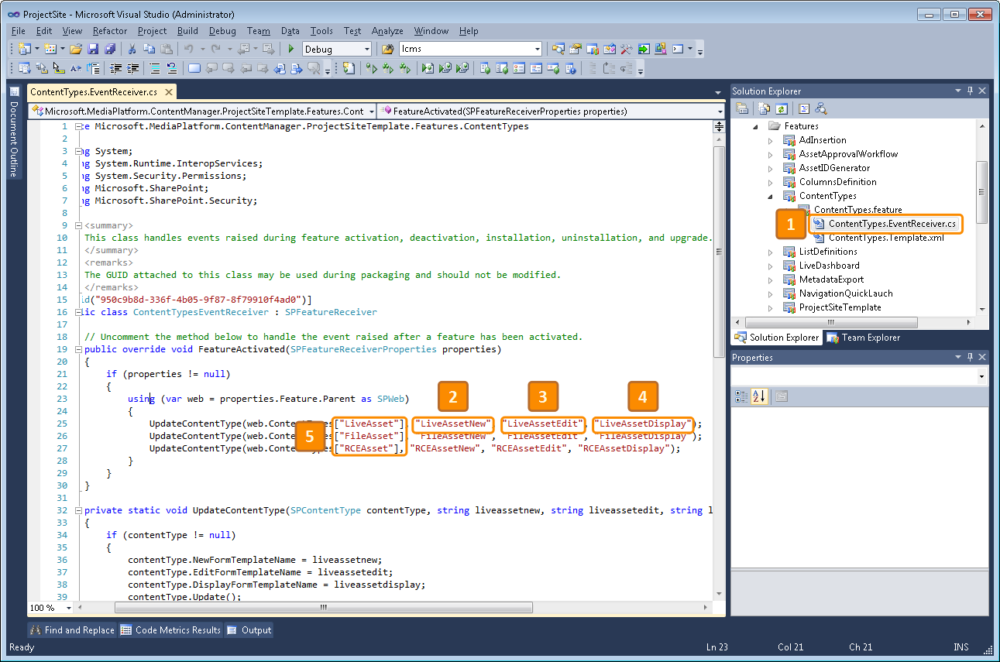 ProjectSite - Microsoft Visual Studio (Administrator)
File Edit View Refactor Project Build Debug Team Data Tools Test Analyze Window Help
Debug lcms
Document Outline
ContentTypes.EventReceiver.cs
Microsoft.MediaPlatform.ContentManager.ProjectSiteTemplate.Features.Cont FeatureActivated(SPFeatureReceiverProperties properties)
1 ce Microsoft.MediaPlatform.ContentManager.ProjectSiteTemplate.Features.ContentTypes
2
3 ng System;
4 ng System.Runtime.InteropServices;
5 ng System.Security.Permissions;
6 ng Microsoft.SharePoint;
7 ng Microsoft.SharePoint.Security;
8
9 <summary>
10 This class handles events raised during feature activation, deactivation, installation, uninstallation, and upgrade.
11 </summary>
12 <remarks>
13 The GUID attached to this class may be used during packaging and should not be modified.
14 </remarks>
15 id("950c9b8d-336f-4b05-9f87-8f79910f4ad0")]
16 lic class ContentTypesEventReceiver : SPFeatureReceiver
17
18 // Uncomment the method below to handle the event raised after a feature has been activated.
19 public override void FeatureActivated(SPFeatureReceiverProperties properties)
20 {
21 if (properties != null)
22 {
23 using (var web = properties.Feature.Parent as SPWeb)
2 3 4
24 {
25 UpdateContentType(web.Con ["LiveAsset"], "LiveAssetNew", "LiveAssetEdit", "LiveAssetDisplay");
5
26 UpdateContentType(web.Con ["FileAsset"], "FileAssetNew", "FileAssetEdit", "FileAssetDisplay");
27 UpdateContentType(web.Con ypes["RCEAsset"], "RCEAssetNew", "RCEAssetEdit", "RCEAssetDisplay");
28 }
29 }
30 }
31
32 private static void UpdateContentType(SPContentType contentType, string liveassetnew, string liveassetedit, string l
33 {
34 if (contentType != null)
35 {
36 contentType.NewFormTemplateName = liveassetnew;
37 contentType.EditFormTemplateName = liveassetedit;
38 contentType.DisplayFormTemplateName = liveassetdisplay;
39 contentType.Update();
100 %
Solution Explorer
Features
AdInsertion
AssetApprovalWorkflow
AssetIDGenerator
ColumnsDefinition
ContentTypes
ContentTypes.feature
1 ContentTypes.EventReceiver.cs
ContentTypes.Template.xml
ListDefinitions
LiveDashboard
MetadataExport
NavigationQuickLauch
ProjectSiteTemplate
Solution Explorer Team Explorer
Properties
Find and Replace Code Metrics Results Output
Ready Ln 23 Col 21 Ch 21 INS